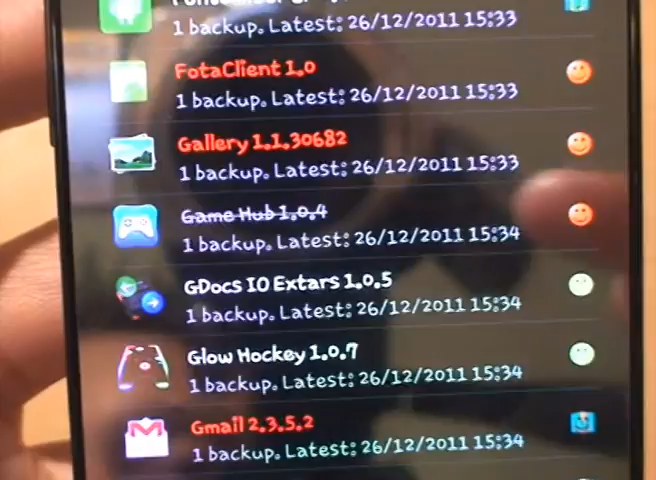 1 backup. Latest: 26/12/2011 15:33
FotaClient 1.0
1 backup. Latest: 26/12/2011 15:33
Gallery 1.1.30682
1 backup. Latest: 26/12/2011 15:33
Game Hub 1.0.4
1 backup. Latest: 26/12/2011 15:34
GDocs IO Extars 1.0.5
1 backup. Latest: 26/12/2011 15:34
Glow Hockey 1.0.7
1 backup. Latest: 26/12/2011 15:34
Gmail 2.3.5.2
1 backup. Latest: 26/12/2011 15:34